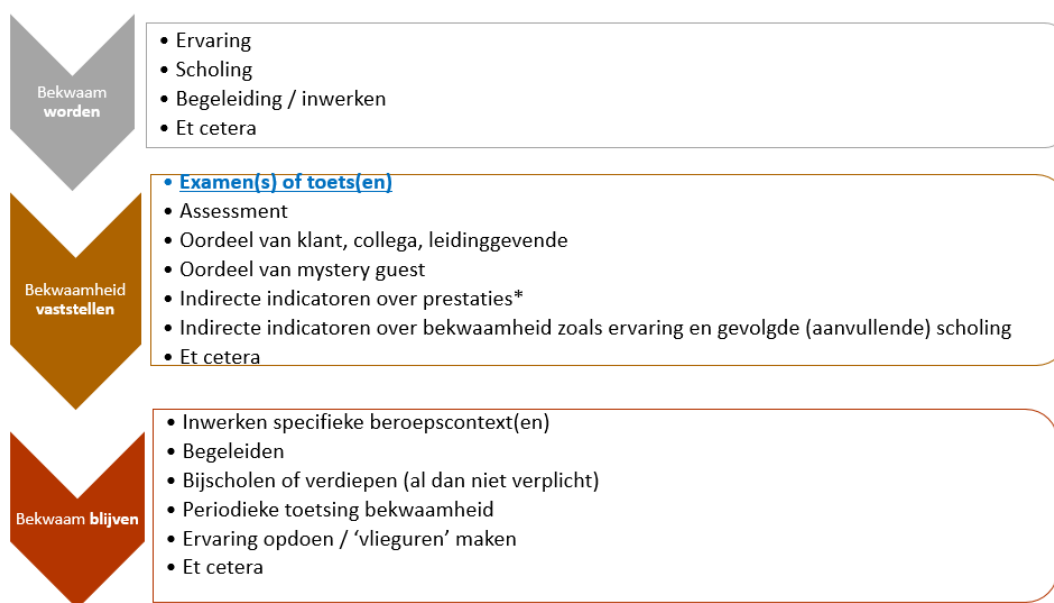 Bekwaam
worden
• Ervaring
• Scholing
• Begeleiding / inwerken
• Et cetera
Bekwaamheid
vaststellen
• Examen(s) of toets(en)
• Assessment
• Oordeel van klant, collega, leidinggevende
• Oordeel van mystery guest
• Indirecte indicatoren over prestaties*
• Indirecte indicatoren over bekwaamheid zoals ervaring en gevolgde (aanvullende) scholing
• Et cetera
Bekwaam blijven
• Inwerken specifieke beroepscontext(en)
• Begeleiden
• Bijscholen of verdiepen (al dan niet verplicht)
• Periodieke toetsing bekwaamheid
• Ervaring opdoen / ‘vlieguren’ maken
• Et cetera